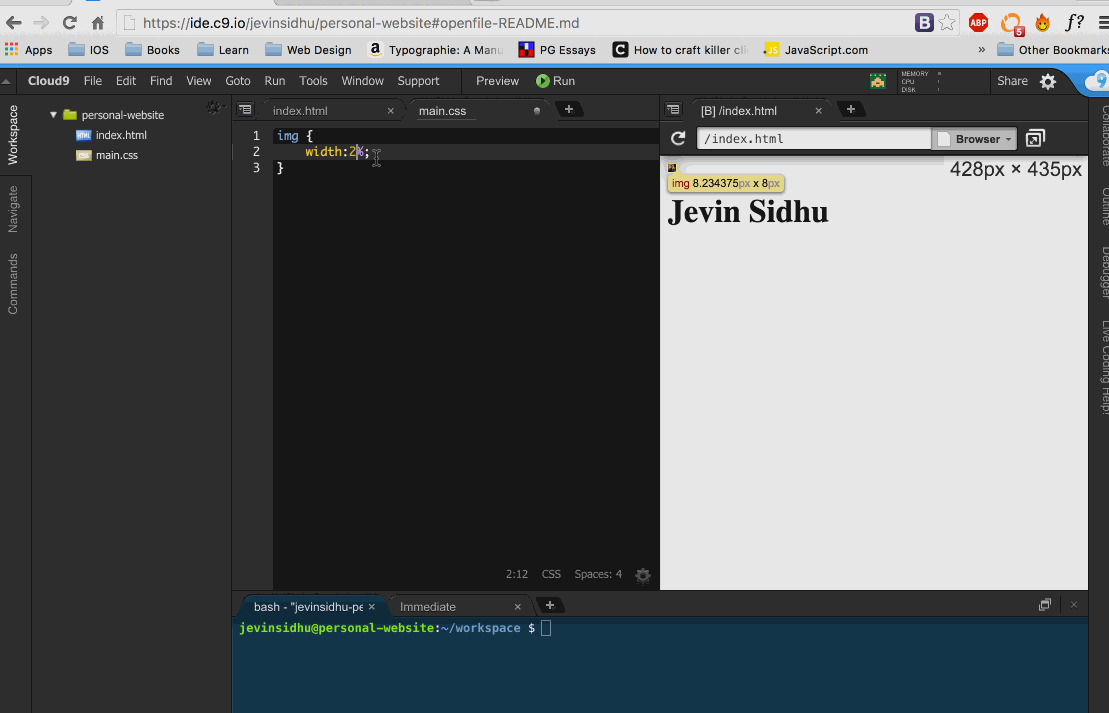 https://ide.c9.io/jevinsidhu/personal-website#openfile-README.md
B
ABP
5
f?
Apps
IOS
Books
Learn
Web Design
a Typographie: A Manu
PG Essays
C How to craft killer cli
JS JavaScript.com
»
Other Bookmarks
Cloud9 File Edit Find View Goto Run Tools Window Support Preview Run
MEMORY
CPU
DISK
Share
9
Workspace
Navigate
Commands
personal-website
index.html
main.css
index.html ×
main.css
+
1 img {
2 width:2%;
3 }
2:12 CSS Spaces: 4
[B] /index.html ×
+
/index.html
Browser
428px × 435px
img 8.234375px x 8px
Jevin Sidhu
Collaborate
Outline
Debugger
Live Coding Help!
bash - "jevinsidhu-pe ×
Immediate ×
+
×
jevinsidhu@personal-website:~/workspace $